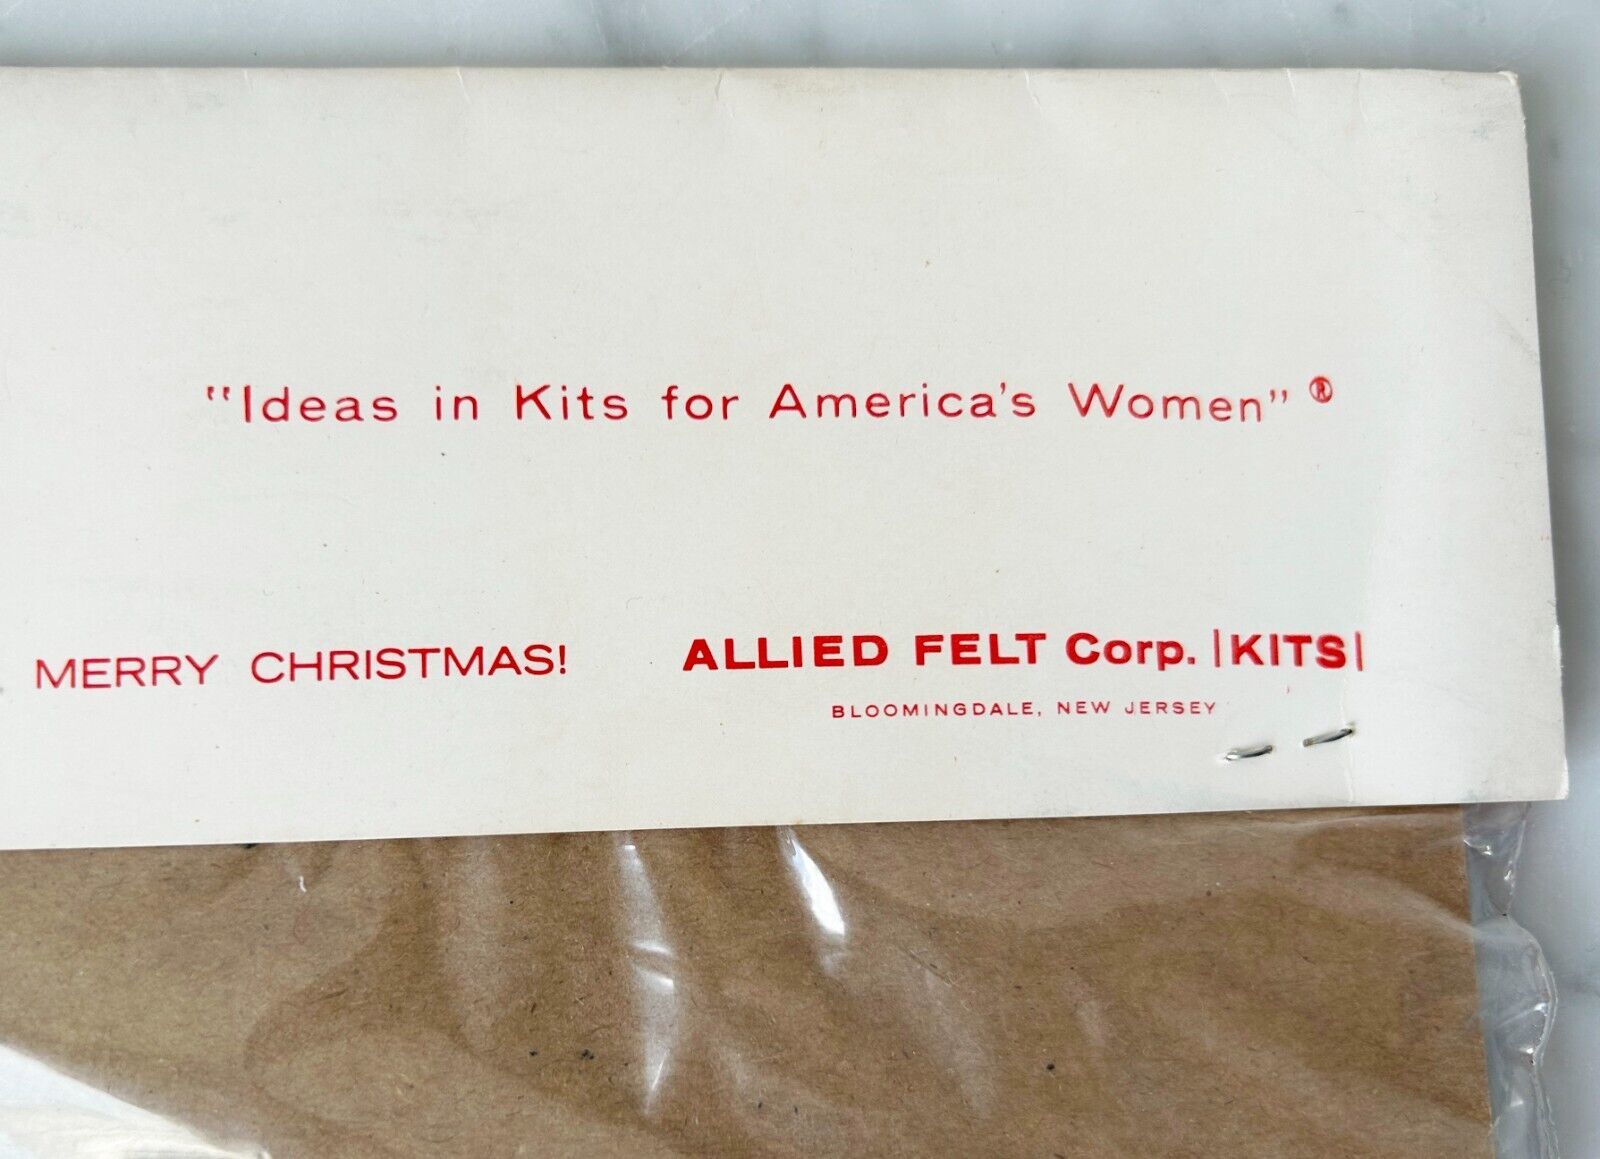 "Ideas in Kits for America's Women" ®
MERRY CHRISTMAS!
ALLIED FELT Corp. |KITS|
BLOOMINGDALE, NEW JERSEY